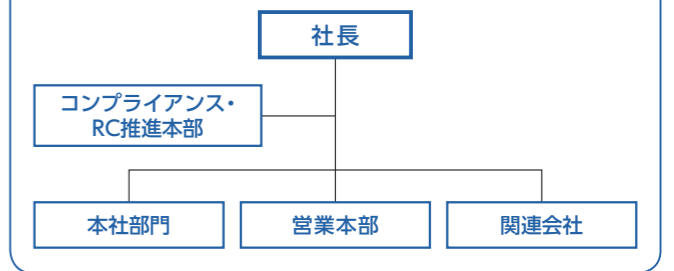 社長
コンプライアンス・
RC推進本部
本社部門
営業本部
関連会社